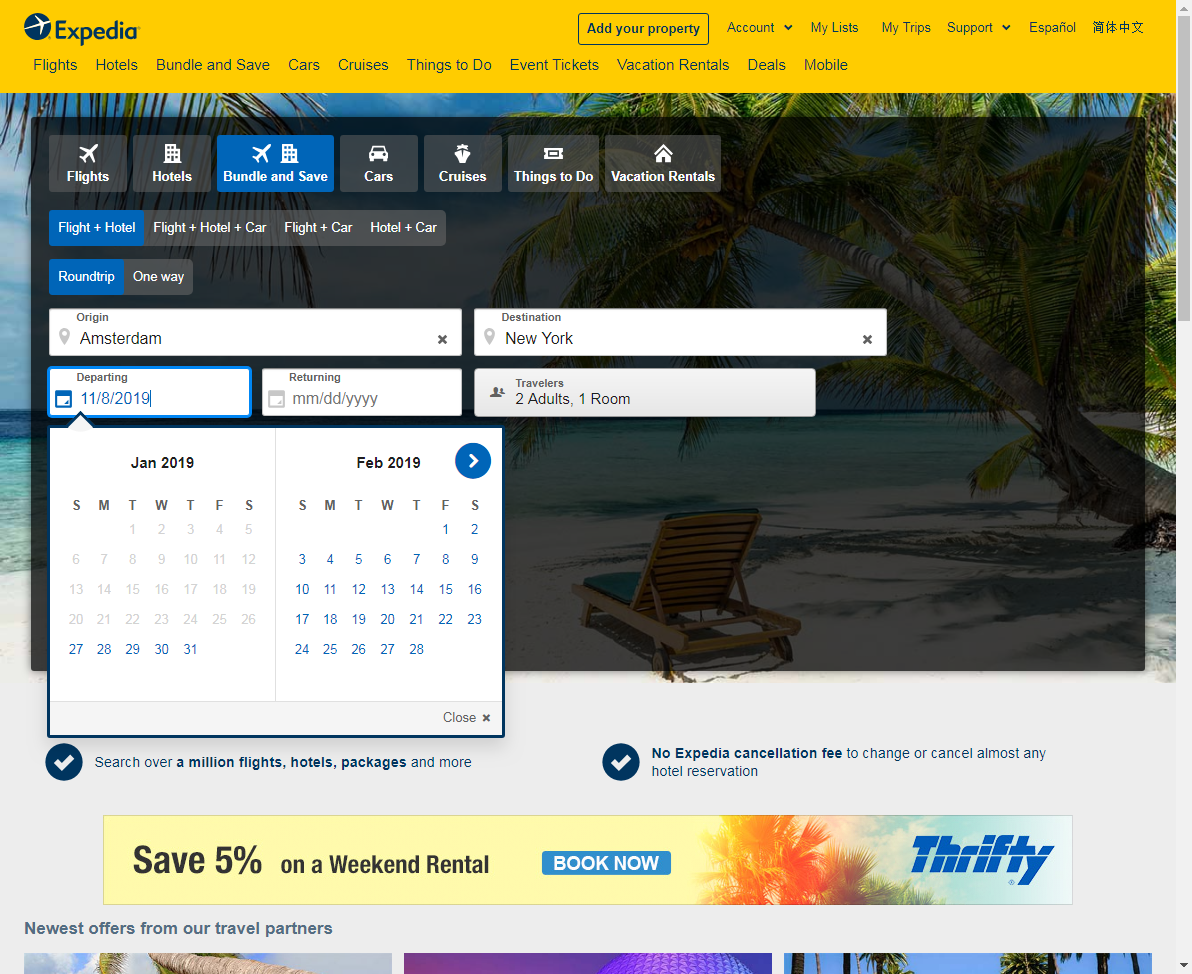 Expedia
Add your property
Account
My Lists
My Trips
Support
Español
简体中文
Flights Hotels Bundle and Save Cars Cruises Things to Do Event Tickets Vacation Rentals Deals Mobile
Flights Hotels Bundle and Save Cars Cruises Things to Do Vacation Rentals
Flight + Hotel Flight + Hotel + Car Flight + Car Hotel + Car
Roundtrip One way
Origin
Amsterdam
Destination
New York
Departing
11/8/2019
Returning
mm/dd/yyyy
Travelers
2 Adults, 1 Room
Jan 2019
S M T W T F S
1 2 3 4 5
6 7 8 9 10 11 12
13 14 15 16 17 18 19
20 21 22 23 24 25 26
27 28 29 30 31
Feb 2019
S M T W T F S
1 2
3 4 5 6 7 8 9
10 11 12 13 14 15 16
17 18 19 20 21 22 23
24 25 26 27 28
Close
Search over a million flights, hotels, packages and more
No Expedia cancellation fee to change or cancel almost any
hotel reservation
Save 5% on a Weekend Rental
BOOK NOW
Thrifty
Newest offers from our travel partners